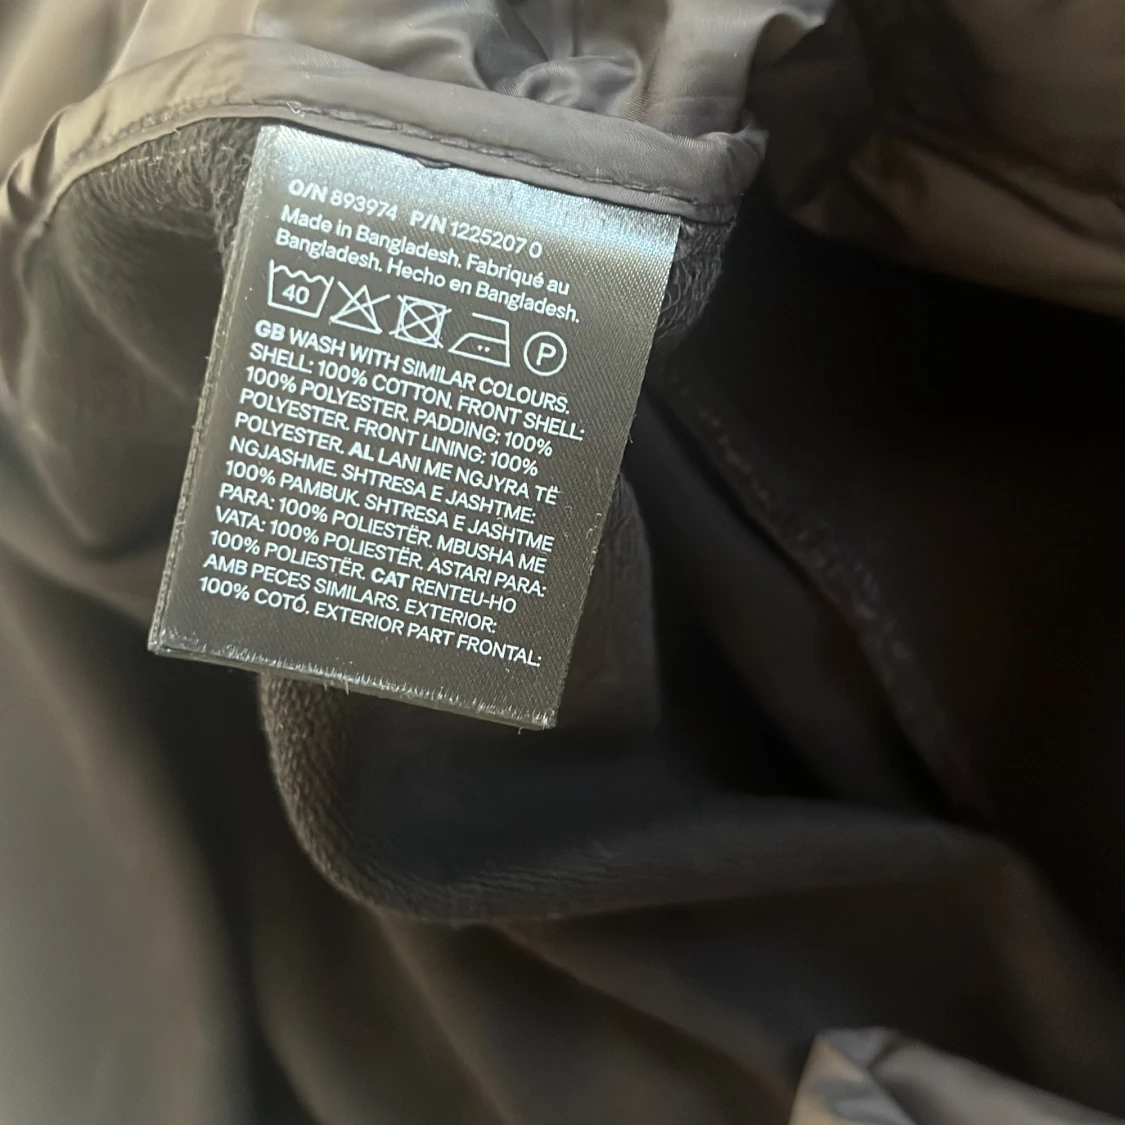 O/N 893974 P/N 1225207 0
Made in Bangladesh. Fabriqué au
Bangladesh. Hecho en Bangladesh.
40 P
GB WASH WITH SIMILAR COLOURS.
SHELL: 100% COTTON. FRONT SHELL:
100% POLYESTER. PADDING: 100%
POLYESTER. FRONT LINING: 100%
POLYESTER. AL LANI ME NGJYRA TË
NGJASHME. SHTRESA E JASHTME:
100% PAMBUK. SHTRESA E JASHTME
PARA: 100% POLIESTËR. MBUSHA ME
VATA: 100% POLIESTËR. ASTARI PARA:
100% POLIESTËR. CAT RENTEU-HO
AMB PECES SIMILARS. EXTERIOR:
100% COTÓ. EXTERIOR PART FRONTAL: